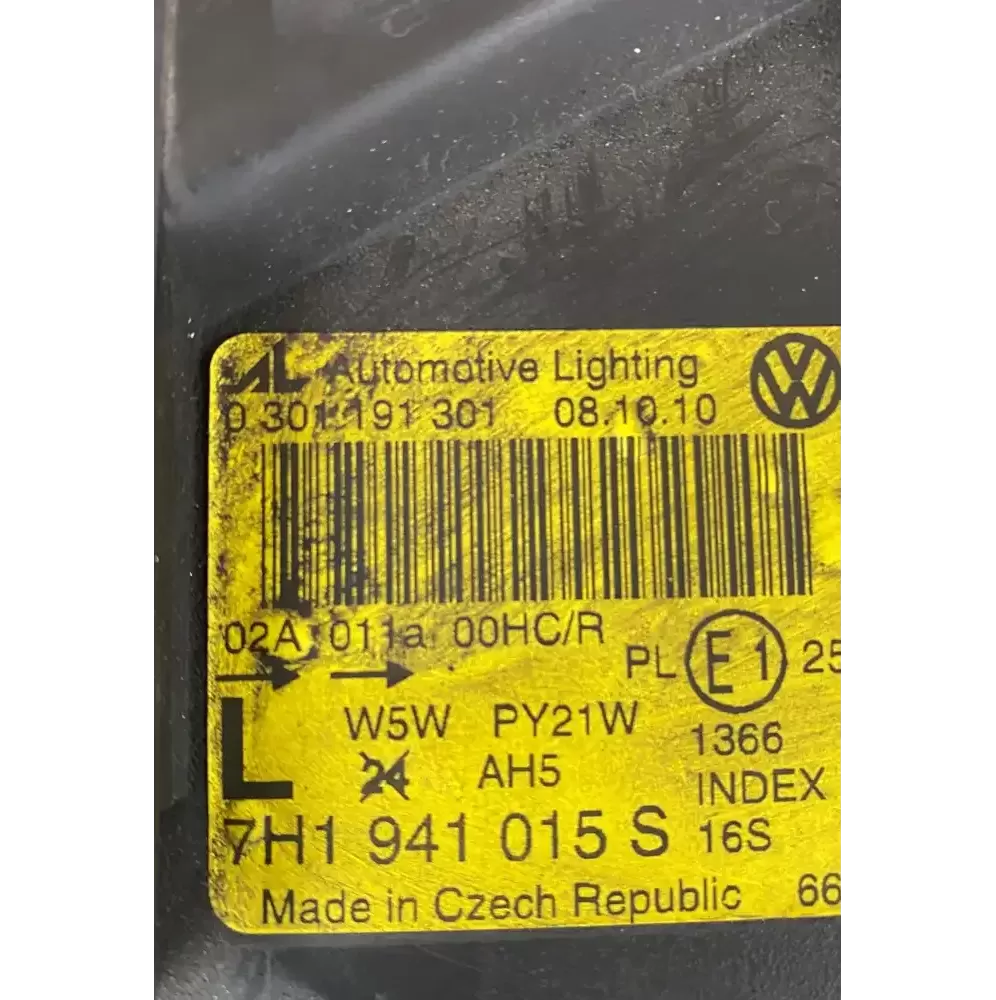 AL Automotive Lighting
0 301 191 301 08.10.10
02A 011a 00HC/R
PL E1 25
L W5W PY21W 1366
24 AH5 INDEX
7H1 941 015 S 16S
Made in Czech Republic 66